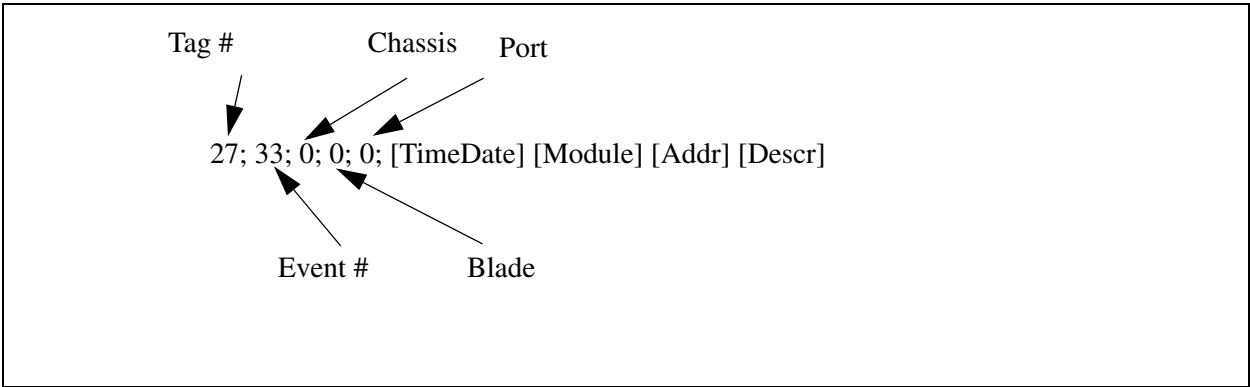 Tag # Chassis Port
27; 33; 0; 0; 0; [TimeDate] [Module] [Addr] [Descr]
Event # Blade